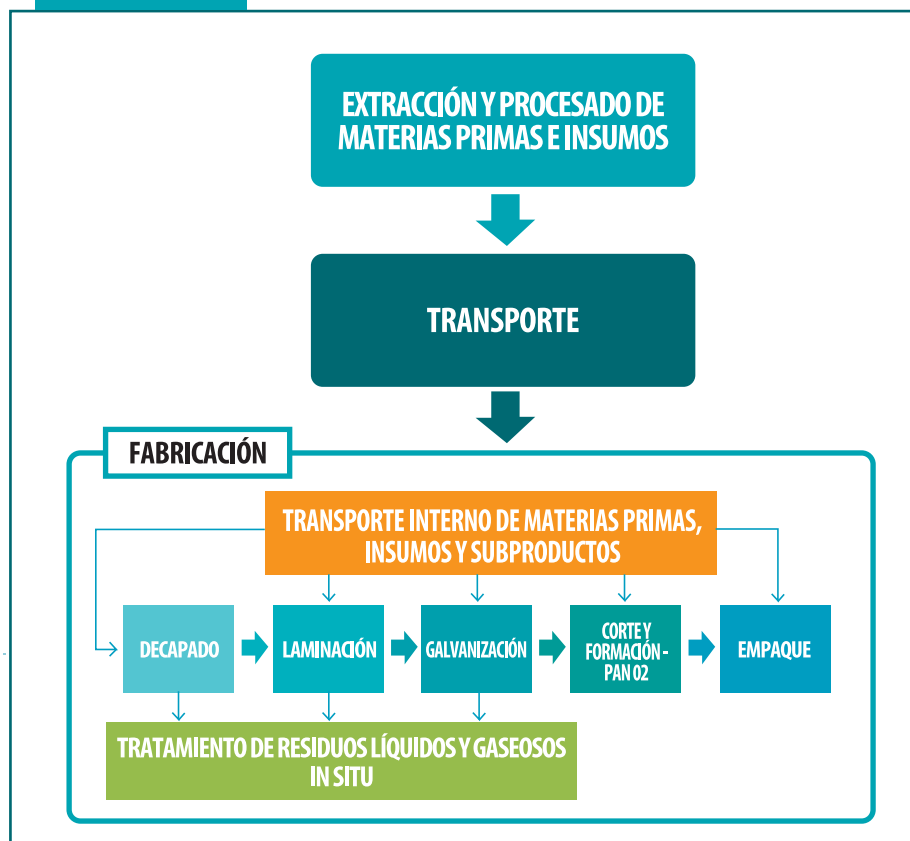 EXTRACCIÓN Y PROCESADO DE
MATERIAS PRIMAS E INSUMOS
TRANSPORTE
FABRICACIÓN
TRANSPORTE INTERNO DE MATERIAS PRIMAS,
INSUMOS Y SUBPRODUCTOS
DECAPADO
LAMINACIÓN
GALVANIZACIÓN
CORTE Y
FORMACIÓN -
PAN 02
EMPAQUE
TRATAMIENTO DE RESIDUOS LÍQUIDOS Y GASEOSOS
IN SITU